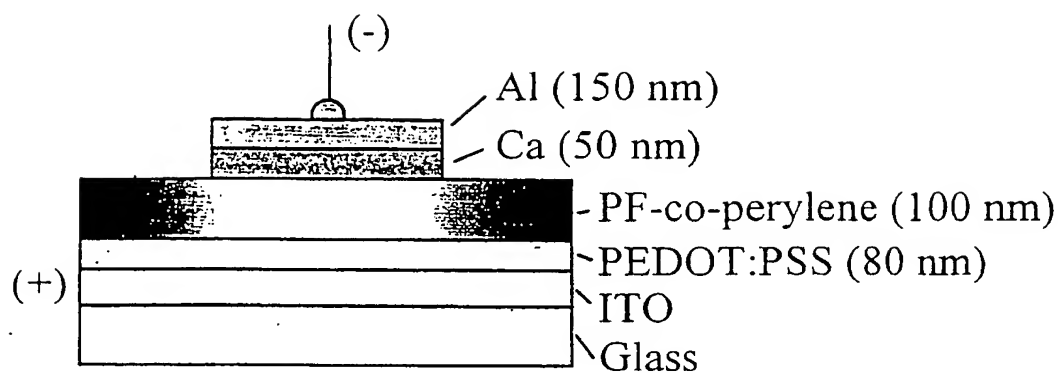 (-)
Al (150 nm)
Ca (50 nm)
PF-co-perylene (100 nm)
PEDOT:PSS (80 nm)
(+)
ITO
Glass